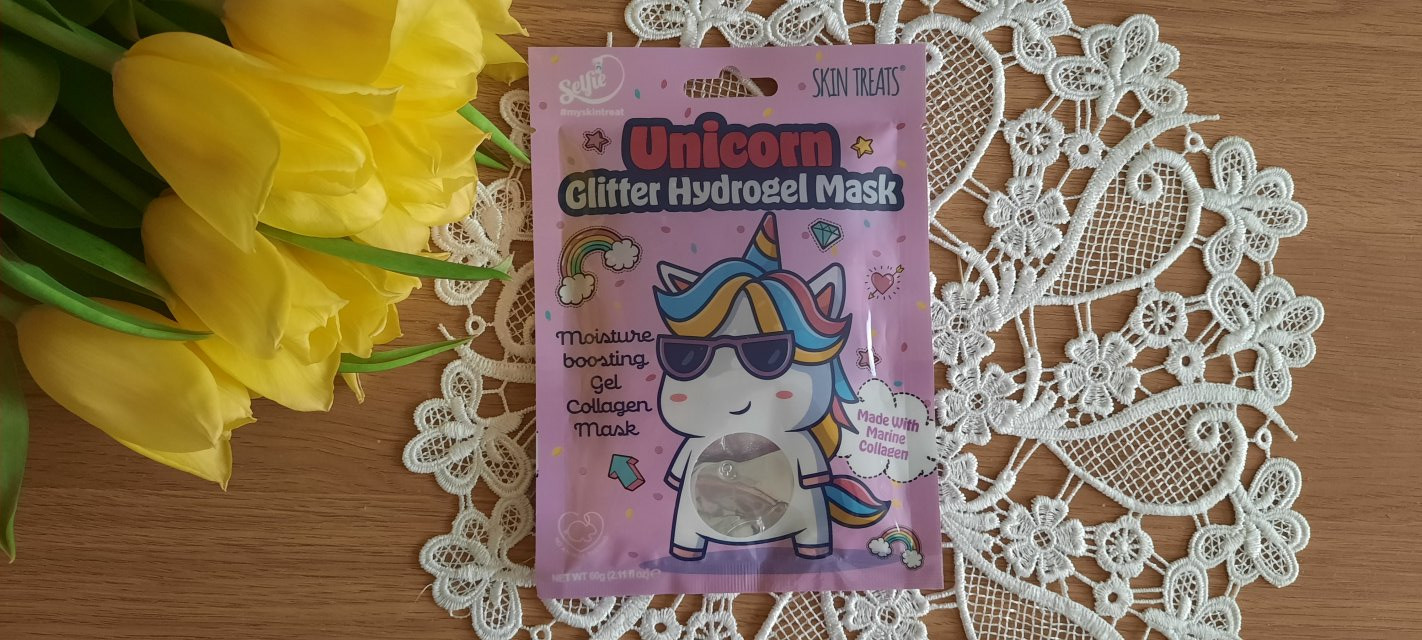 Selfie
#myskintreat
SKIN TREATS®
Unicorn
Glitter Hydrogel Mask
Moisture
boosting
Gel
Collagen
Mask
Made With
Marine
Collagen
NET WT 60g (2.11 fl oz) ℮